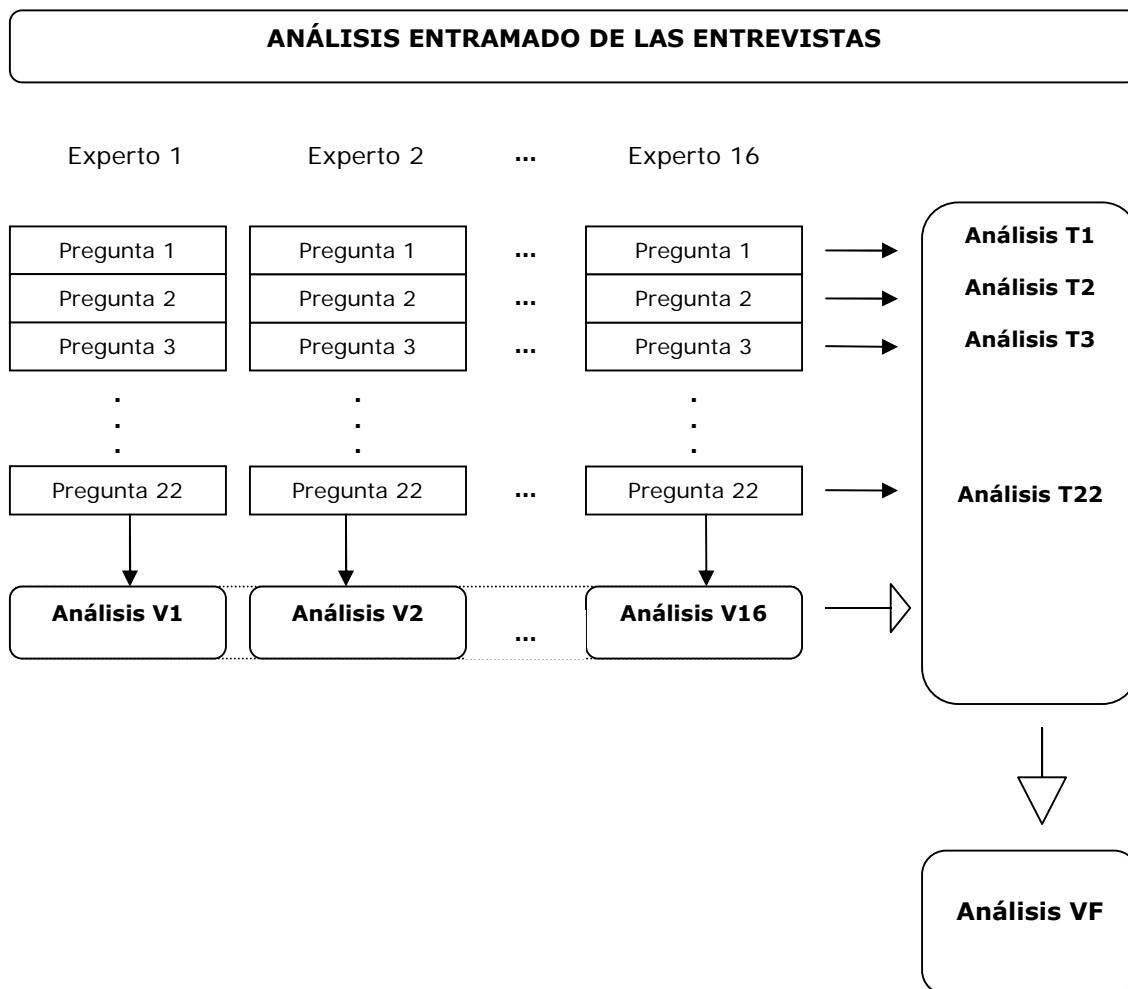 ANÁLISIS ENTRAMADO DE LAS ENTREVISTAS
Experto 1 Experto 2 ... Experto 16
Pregunta 1 Pregunta 1 ... Pregunta 1 Análisis T1
Pregunta 2 Pregunta 2 ... Pregunta 2 Análisis T2
Pregunta 3 Pregunta 3 ... Pregunta 3 Análisis T3
. . .
. . .
. . .
Pregunta 22 Pregunta 22 ... Pregunta 22 Análisis T22
Análisis V1 Análisis V2 ... Análisis V16
Análisis VF